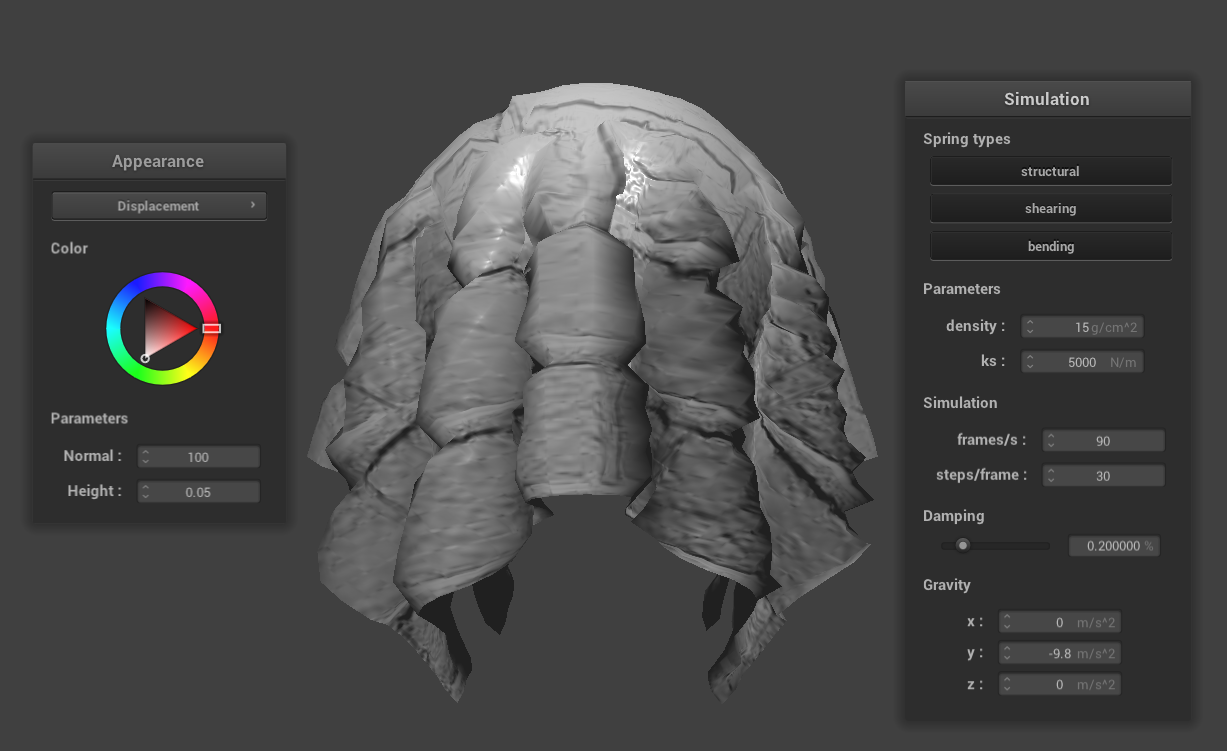 Appearance
Displacement
Color
Parameters
Normal : 100
Height : 0.05
Simulation
Spring types
structural
shearing
bending
Parameters
density : 15 g/cm^2
ks : 5000 N/m
Simulation
frames/s : 90
steps/frame : 30
Damping
0.200000 %
Gravity
x : 0 m/s^2
y : -9.8 m/s^2
z : 0 m/s^2